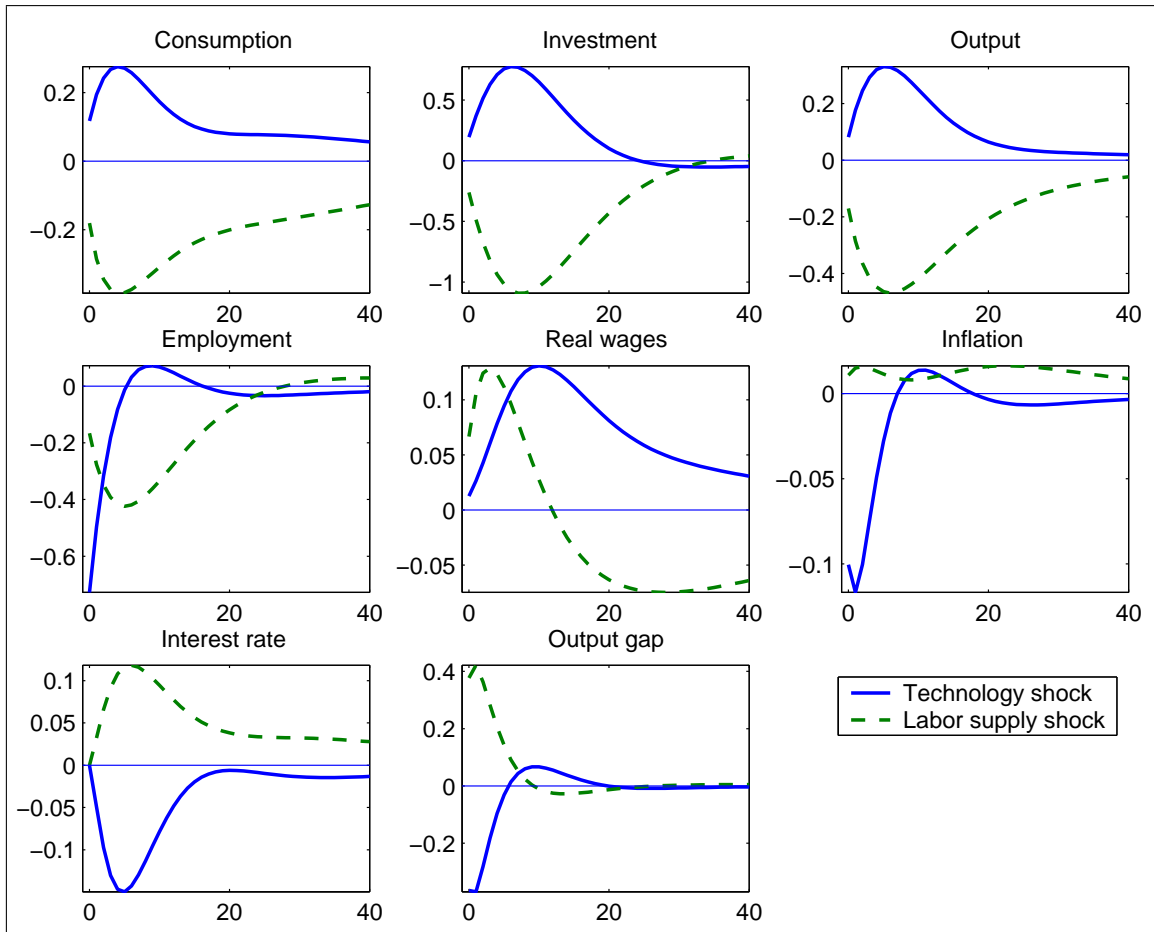 Consumption
Investment
Output
0.2
0
−0.2
0 20 40
0.5
0
−0.5
−1
0 20 40
0.2
0
−0.2
−0.4
0 20 40
Employment
Real wages
Inflation
0
−0.2
−0.4
−0.6
0 20 40
0.1
0.05
0
−0.05
0 20 40
0
−0.05
−0.1
0 20 40
Interest rate
Output gap
0.1
0.05
0
−0.05
−0.1
0 20 40
0.4
0.2
0
−0.2
0 20 40
Technology shock
Labor supply shock